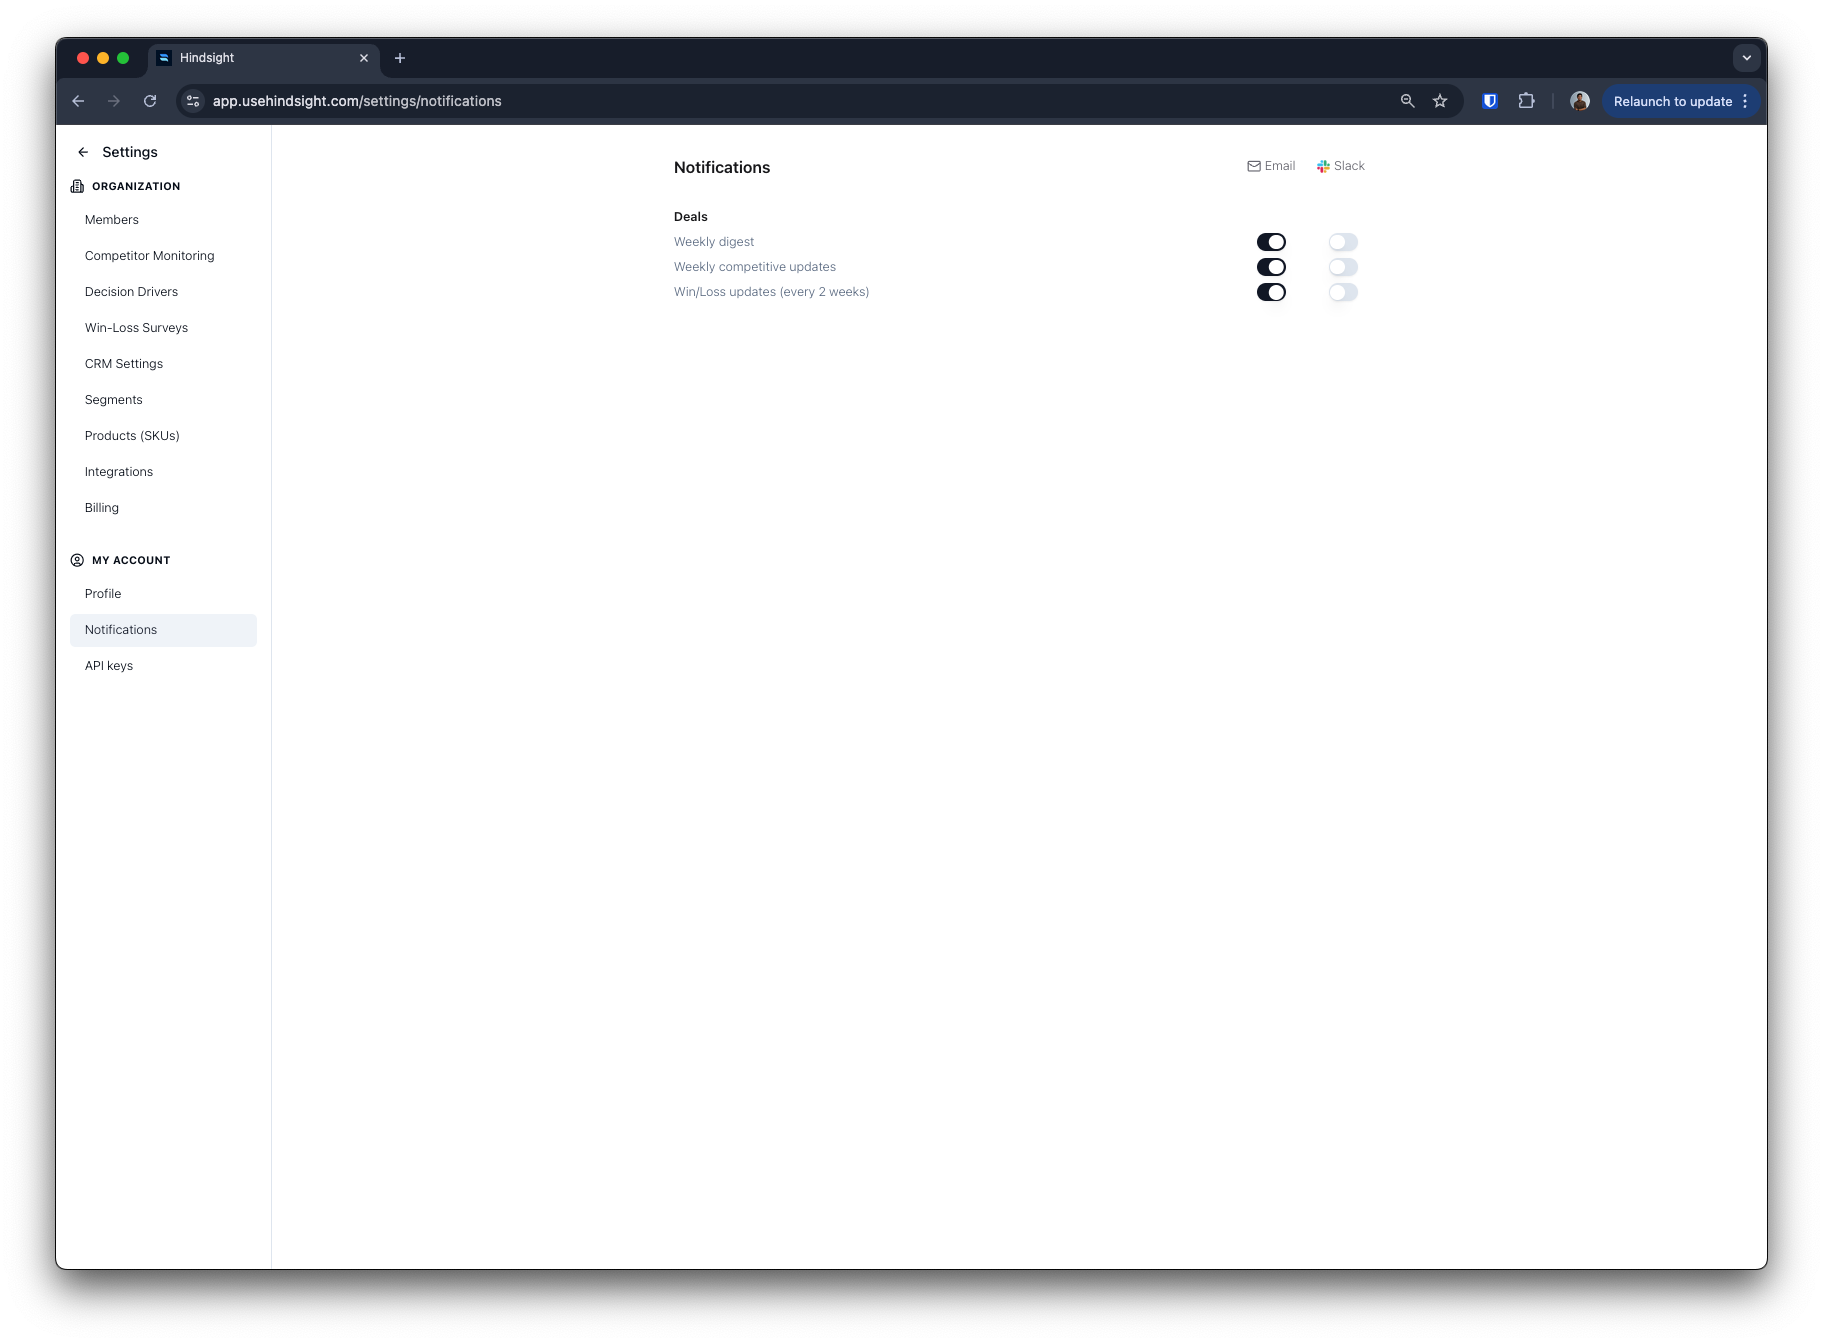 Hindsight
app.usehindsight.com/settings/notifications
Relaunch to update
Settings
ORGANIZATION
Members
Competitor Monitoring
Decision Drivers
Win-Loss Surveys
CRM Settings
Segments
Products (SKUs)
Integrations
Billing
MY ACCOUNT
Profile
Notifications
API keys
Notifications
Email
Slack
Deals
Weekly digest
Weekly competitive updates
Win/Loss updates (every 2 weeks)